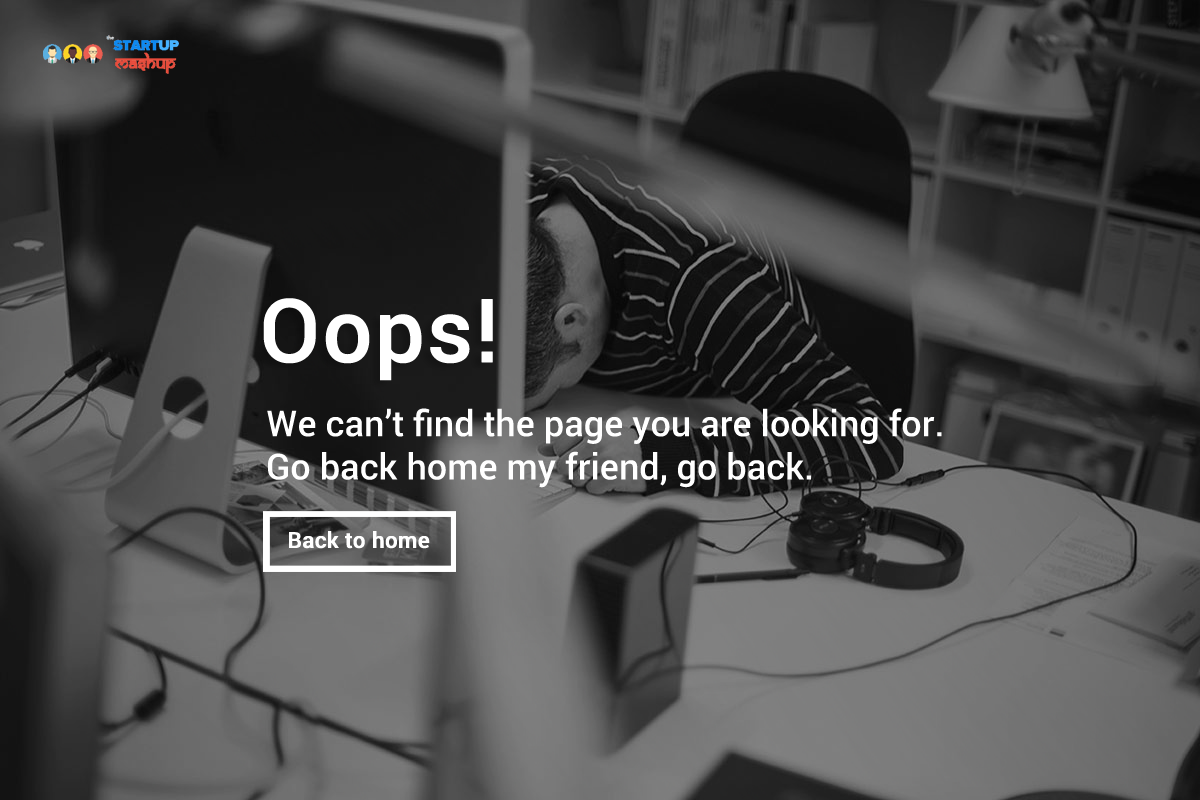 the
STARTUP
mashup
Oops!
We can’t find the page you are looking for.
Go back home my friend, go back.
Back to home